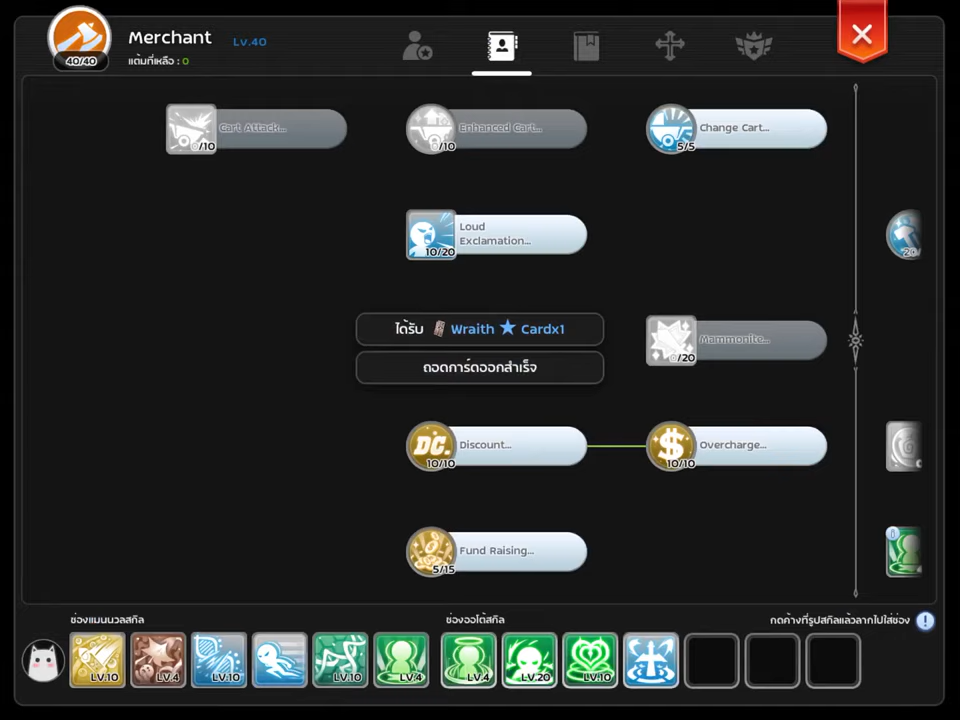 Merchant
Lv.40
40/40
แต้มที่เหลือ : 0
Cart Attack...
0/10
Enhanced Cart...
0/10
Change Cart...
5/5
Loud
Exclamation...
10/20
20/
ได้รับ Wraith ★ Cardx1
ถอดการ์ดออกสำเร็จ
Mammonite...
0/20
DC.
Discount...
10/10
$
Overcharge...
10/10
Fund Raising...
5/15
ช่องแมนนวลสกิล
ช่องออโต้สกิล
กดค้างที่รูปสกิลแล้วลากไปใส่ช่อง
LV.10
LV.4
LV.10
LV.10
LV.4
LV.4
LV.20
LV.10